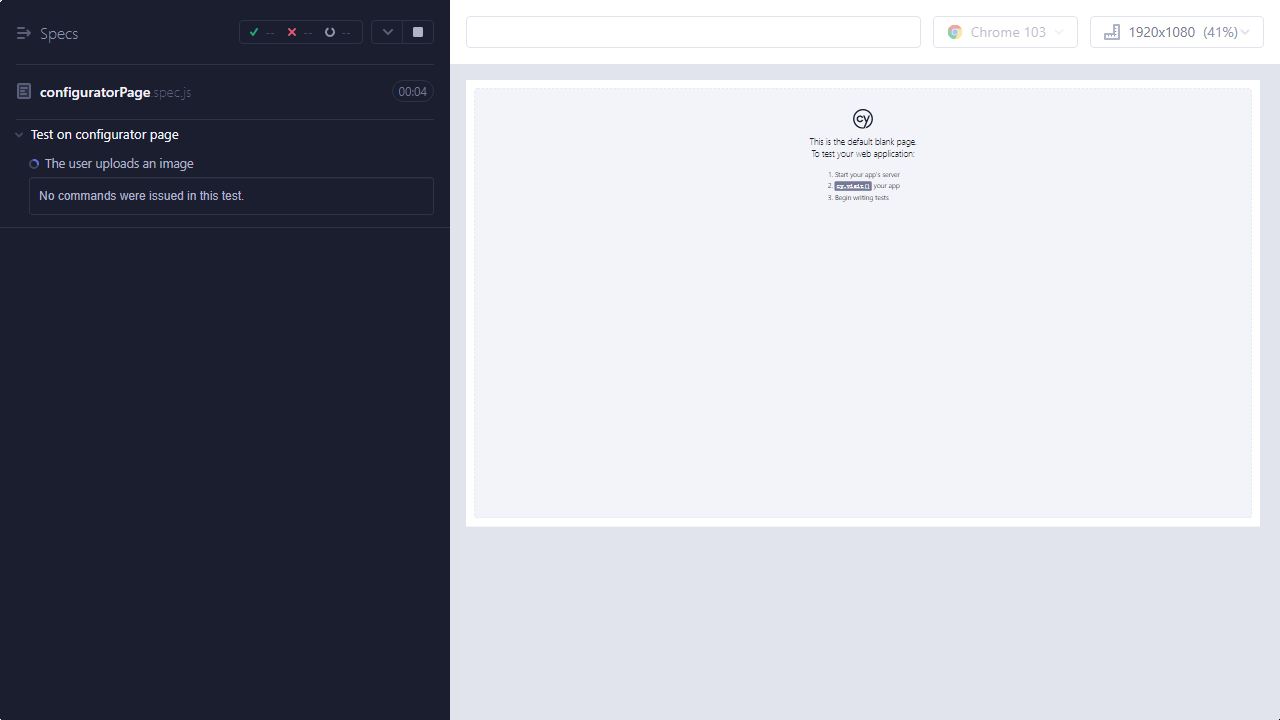 Specs
-- -- --
configuratorPage.spec.js
00:04
Test on configurator page
The user uploads an image
No commands were issued in this test.
Chrome 103
1920x1080 (41%)
cy
This is the default blank page.
To test your web application:
1. Start your app's server
2. cy.visit() your app
3. Begin writing tests